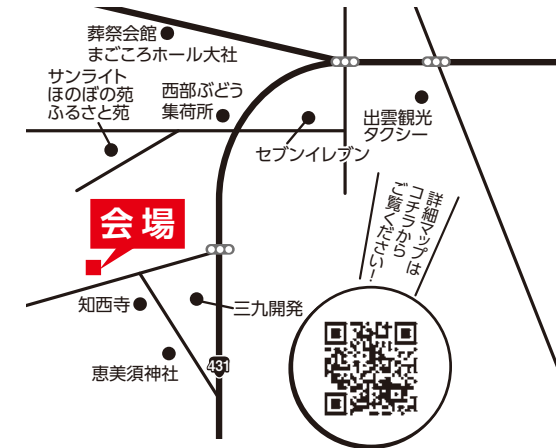 葬祭会館
まごころホール大社
サンライト
ほのぼの苑
ふるさと苑
西部ぶどう
集荷所
セブンイレブン
出雲観光
タクシー
会場
詳細マップは
コチラから
ご覧ください！
知西寺
三九開発
恵美須神社
431